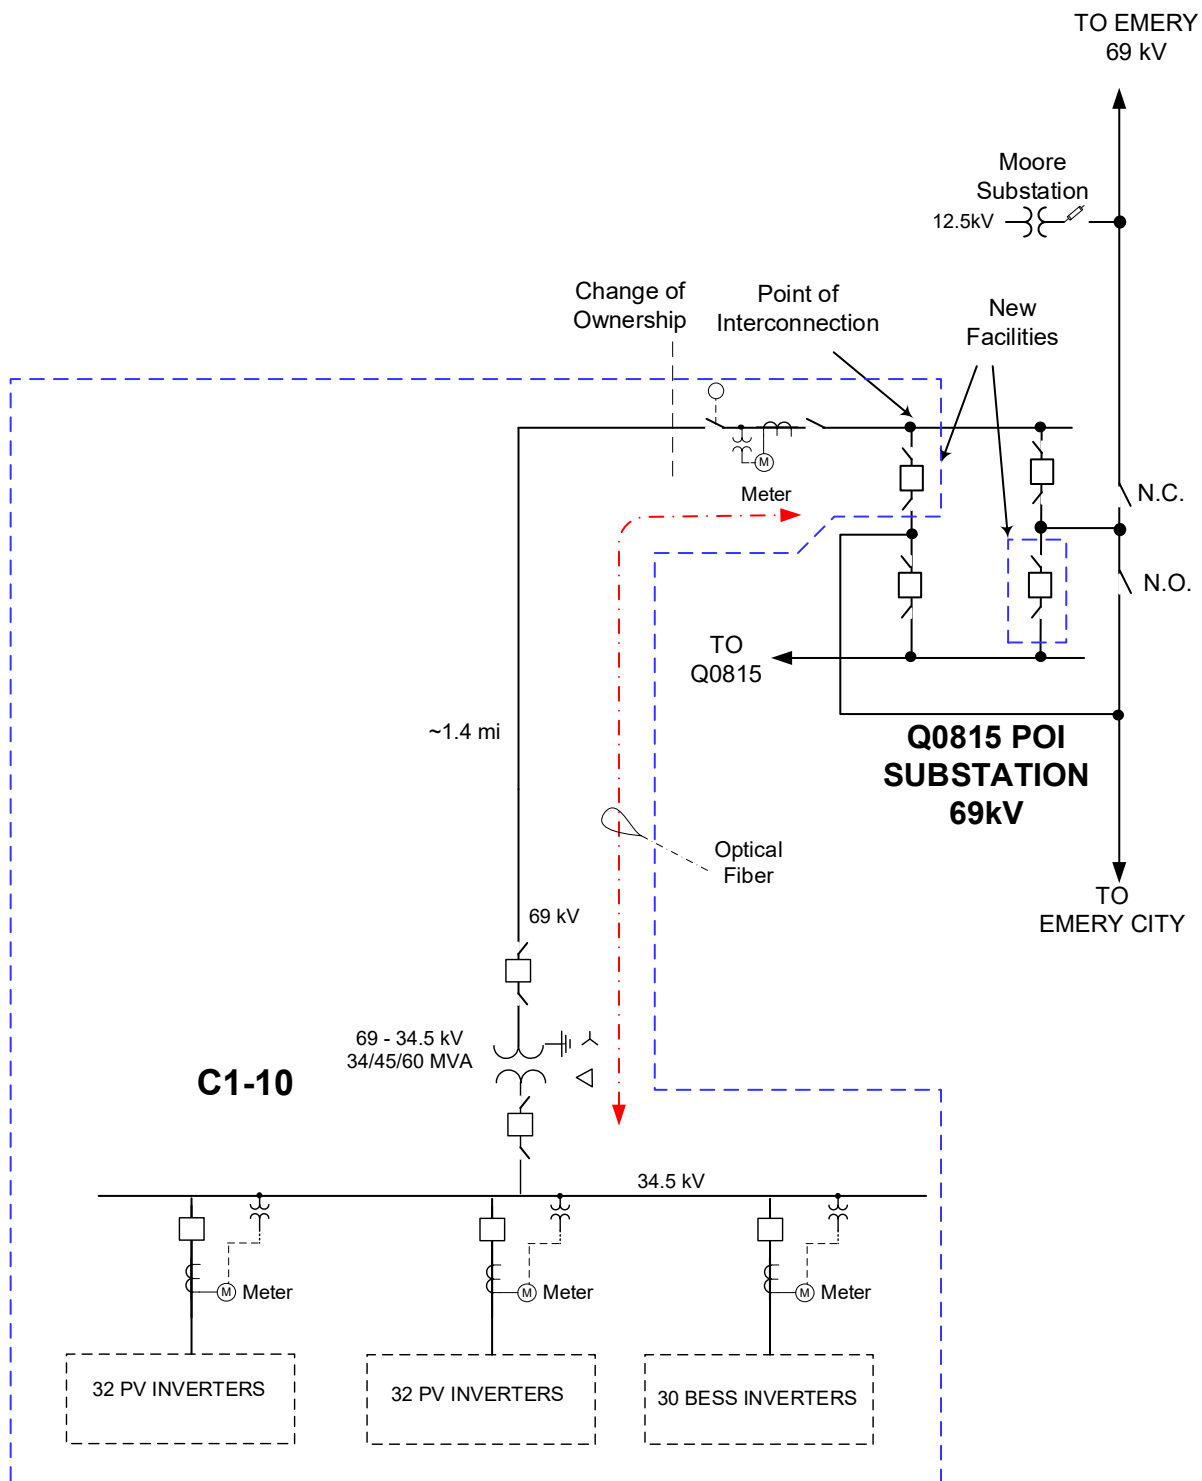 TO EMERY
69 kV
Moore
Substation
12.5kV
Change of
Ownership
Point of
Interconnection
New
Facilities
M
Meter
N.C.
N.O.
TO
Q0815
Q0815 POI
SUBSTATION
69kV
~1.4 mi
Optical
Fiber
TO
EMERY CITY
69 kV
69 - 34.5 kV
34/45/60 MVA
C1-10
34.5 kV
M Meter
M Meter
M Meter
32 PV INVERTERS
32 PV INVERTERS
30 BESS INVERTERS